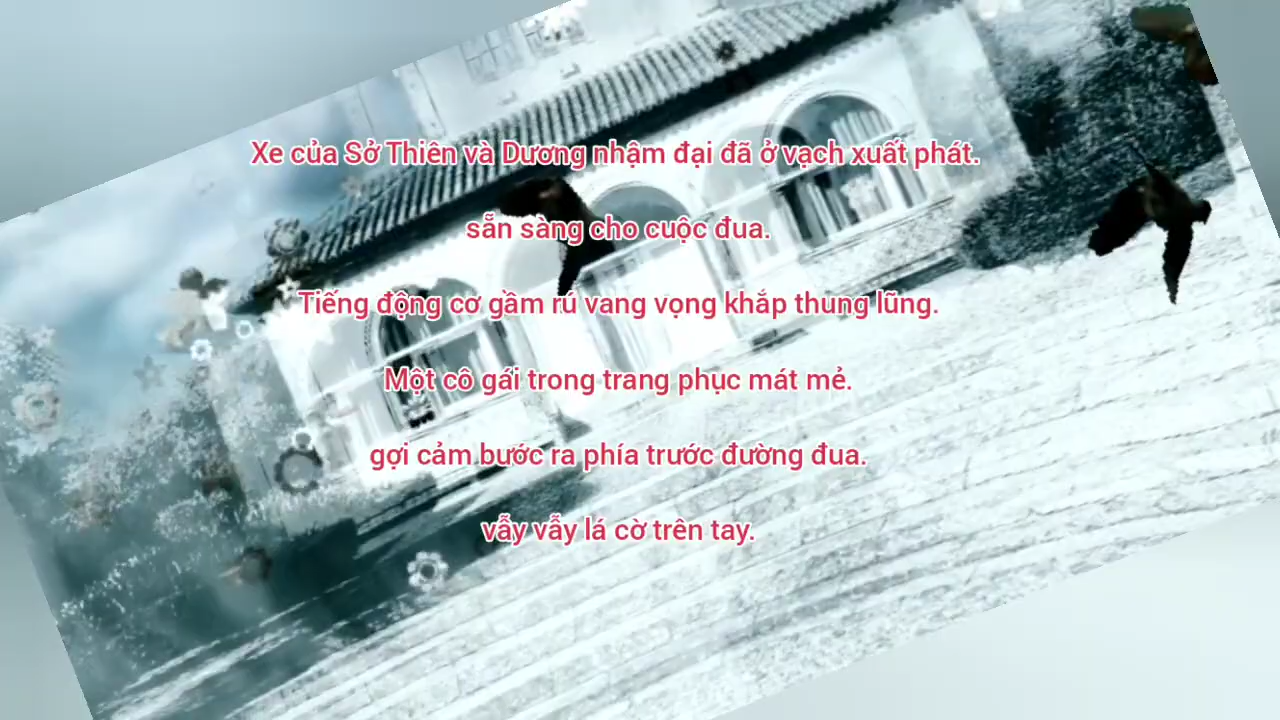 Xe của Sở Thiên và Dương nhậm đại đã ở vạch xuất phát.
sẵn sàng cho cuộc đua.
Tiếng động cơ gầm rú vang vọng khắp thung lũng.
Một cô gái trong trang phục mát mẻ.
gợi cảm bước ra phía trước đường đua.
vẫy vẫy lá cờ trên tay.